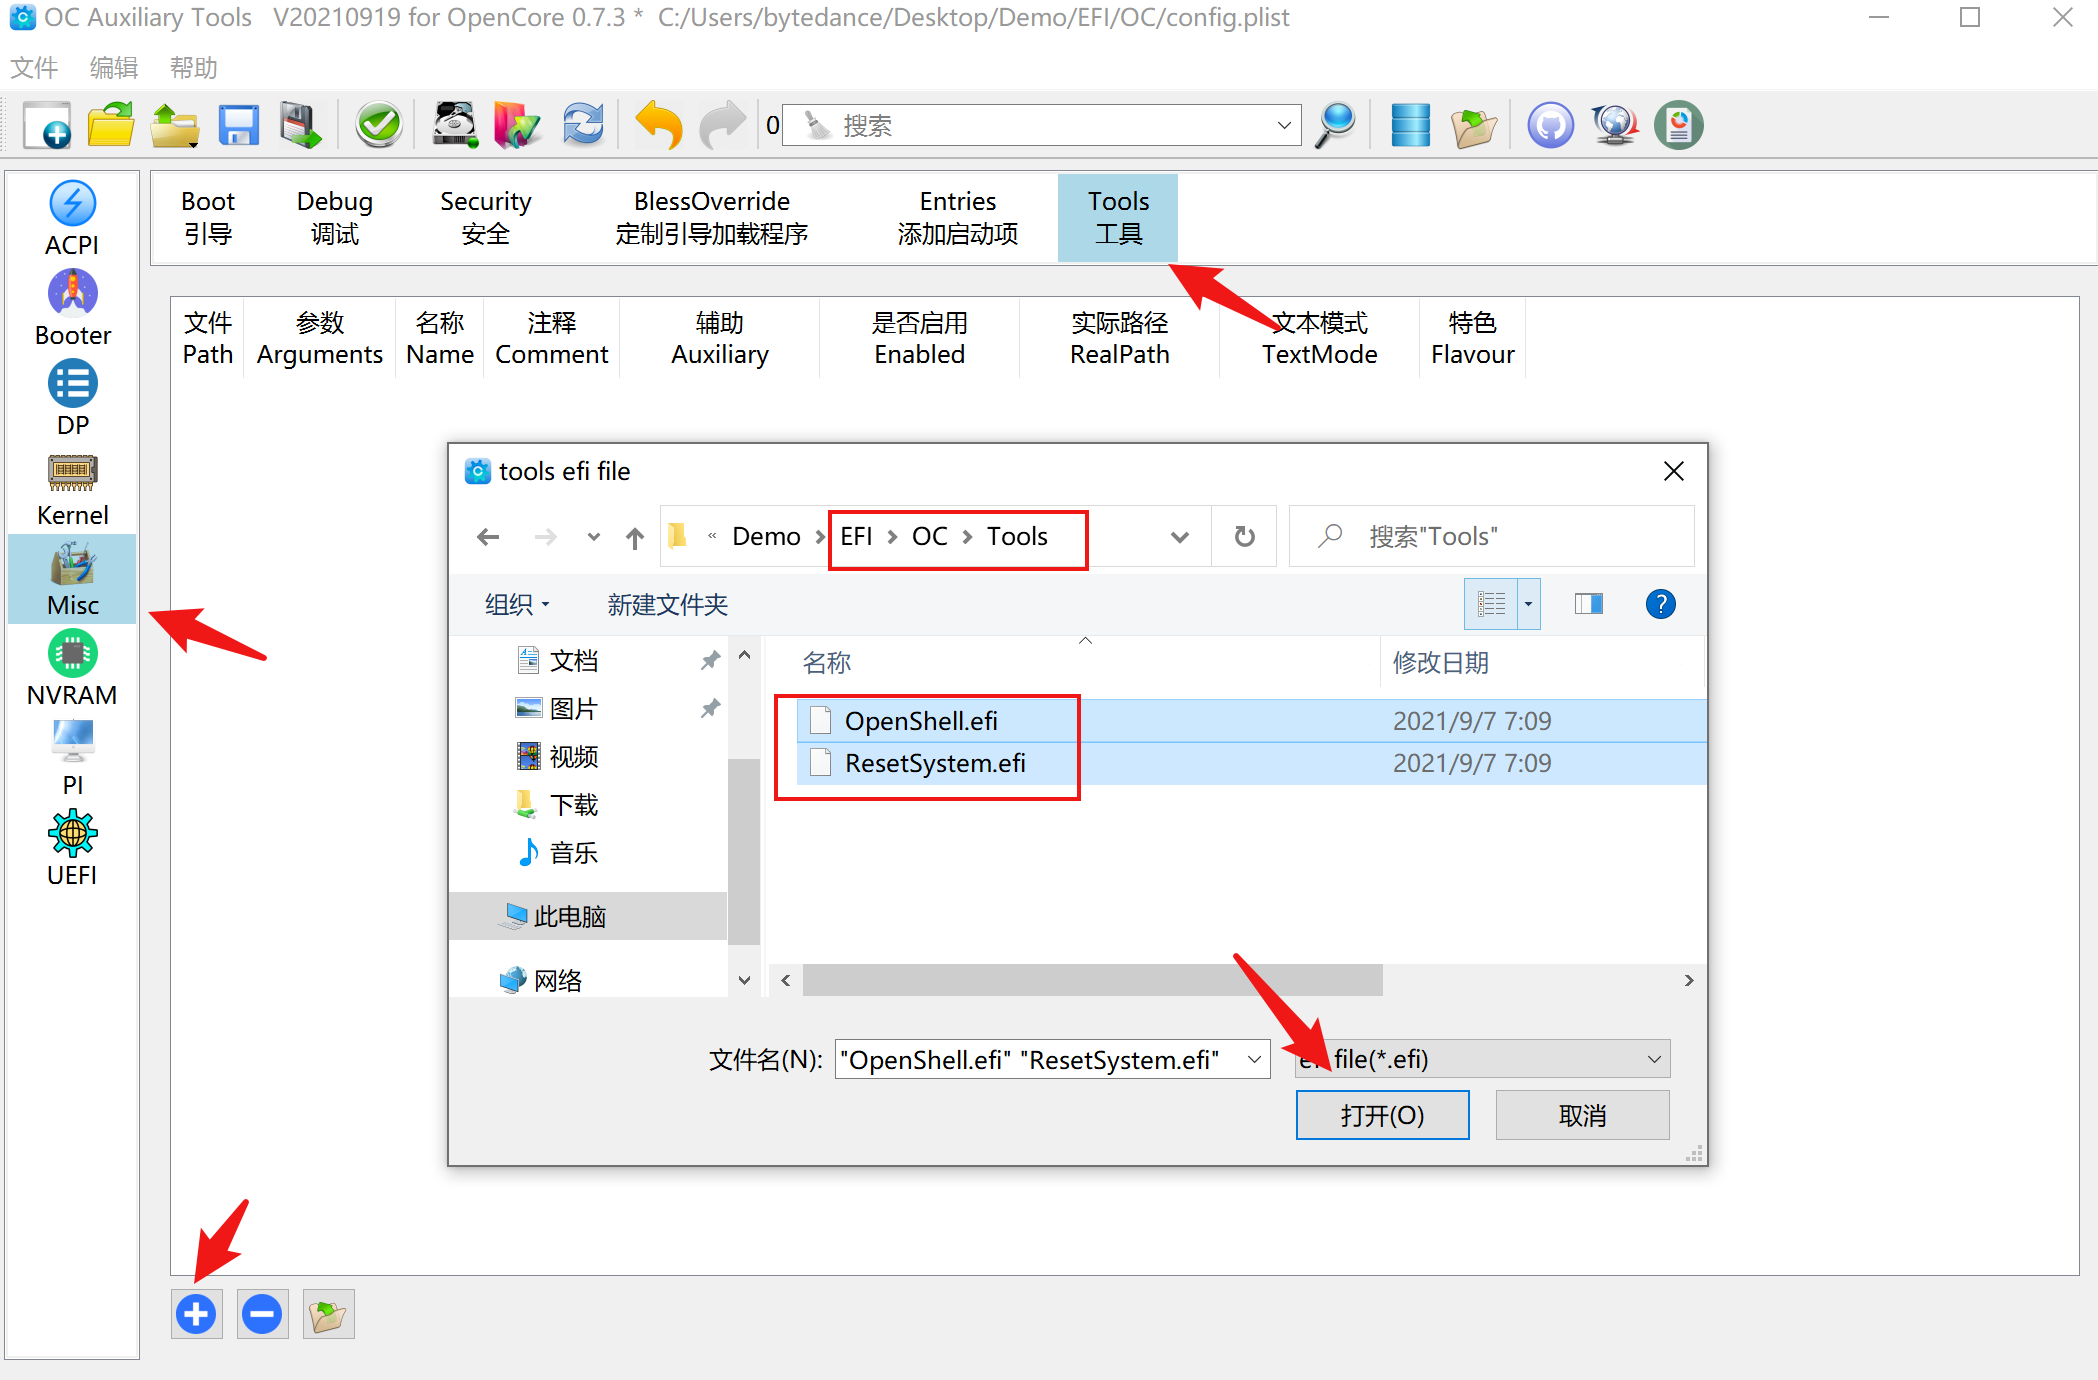 OC Auxiliary Tools   V20210919 for OpenCore 0.7.3 *  C:/Users/bytedance/Desktop/Demo/EFI/OC/config.plist
文件 编辑 帮助
0 搜索
ACPI
Booter
DP
Kernel
Misc
NVRAM
PI
UEFI
Boot Debug Security BlessOverride Entries Tools
引导 调试 安全 定制引导加载程序 添加启动项 工具
文件 参数 名称 注释 辅助 是否启用 实际路径 文本模式 特色
Path Arguments Name Comment Auxiliary Enabled RealPath TextMode Flavour
tools efi file
« Demo > EFI > OC > Tools 搜索"Tools"
组织 新建文件夹
文档
图片
视频
下载
音乐
此电脑
网络
名称 修改日期
OpenShell.efi 2021/9/7 7:09
ResetSystem.efi 2021/9/7 7:09
文件名(N): "OpenShell.efi" "ResetSystem.efi" file(*.efi)
打开(O) 取消